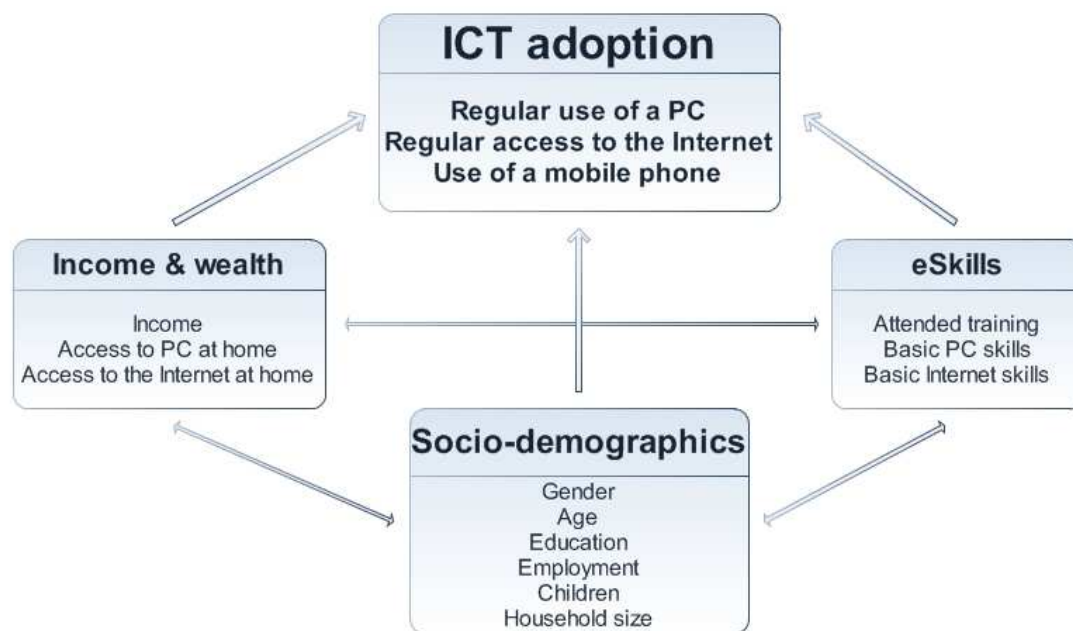 ICT adoption
Regular use of a PC
Regular access to the Internet
Use of a mobile phone
Income & wealth
Income
Access to PC at home
Access to the Internet at home
eSkills
Attended training
Basic PC skills
Basic Internet skills
Socio-demographics
Gender
Age
Education
Employment
Children
Household size